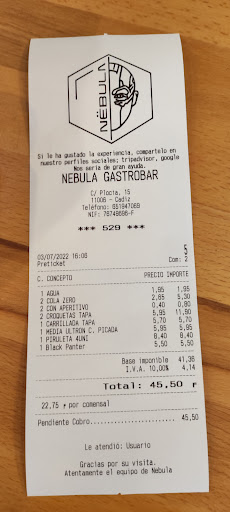 NËBULA
Si le ha gustado la experiencia, compartelo en
nuestro perfiles sociales; tripadvisor, google
Nos seria de gran ayuda.
NEBULA GASTROBAR
C/ Plocia, 15
11006 - Cadiz
Teléfono: 651947069
NIF: 76749696-F
*** 529 ***
03/07/2022 16:08 5
Preticket Com: 2
C. CONCEPTO PRECIO IMPORTE
1 AGUA 1,95 1,95
2 COLA ZERO 2,65 5,30
2 CON APERITIVO 0,40 0,80
2 CROQUETAS TAPA 5,95 11,90
1 CARRILLADA TAPA 5,70 5,70
1 MEDIA ULTRON C. PICADA 5,95 5,95
1 PIRULETA 4UNI 8,40 8,40
1 Black Panter 5,50 5,50
Base imponible 41,36
I.V.A. 10,00% 4,14
Total: 45,50
22,75 por comensal
Pendiente Cobro 45,50
Le atendió: Usuario
Gracias por su visita.
Atentamente el equipo de Nebula